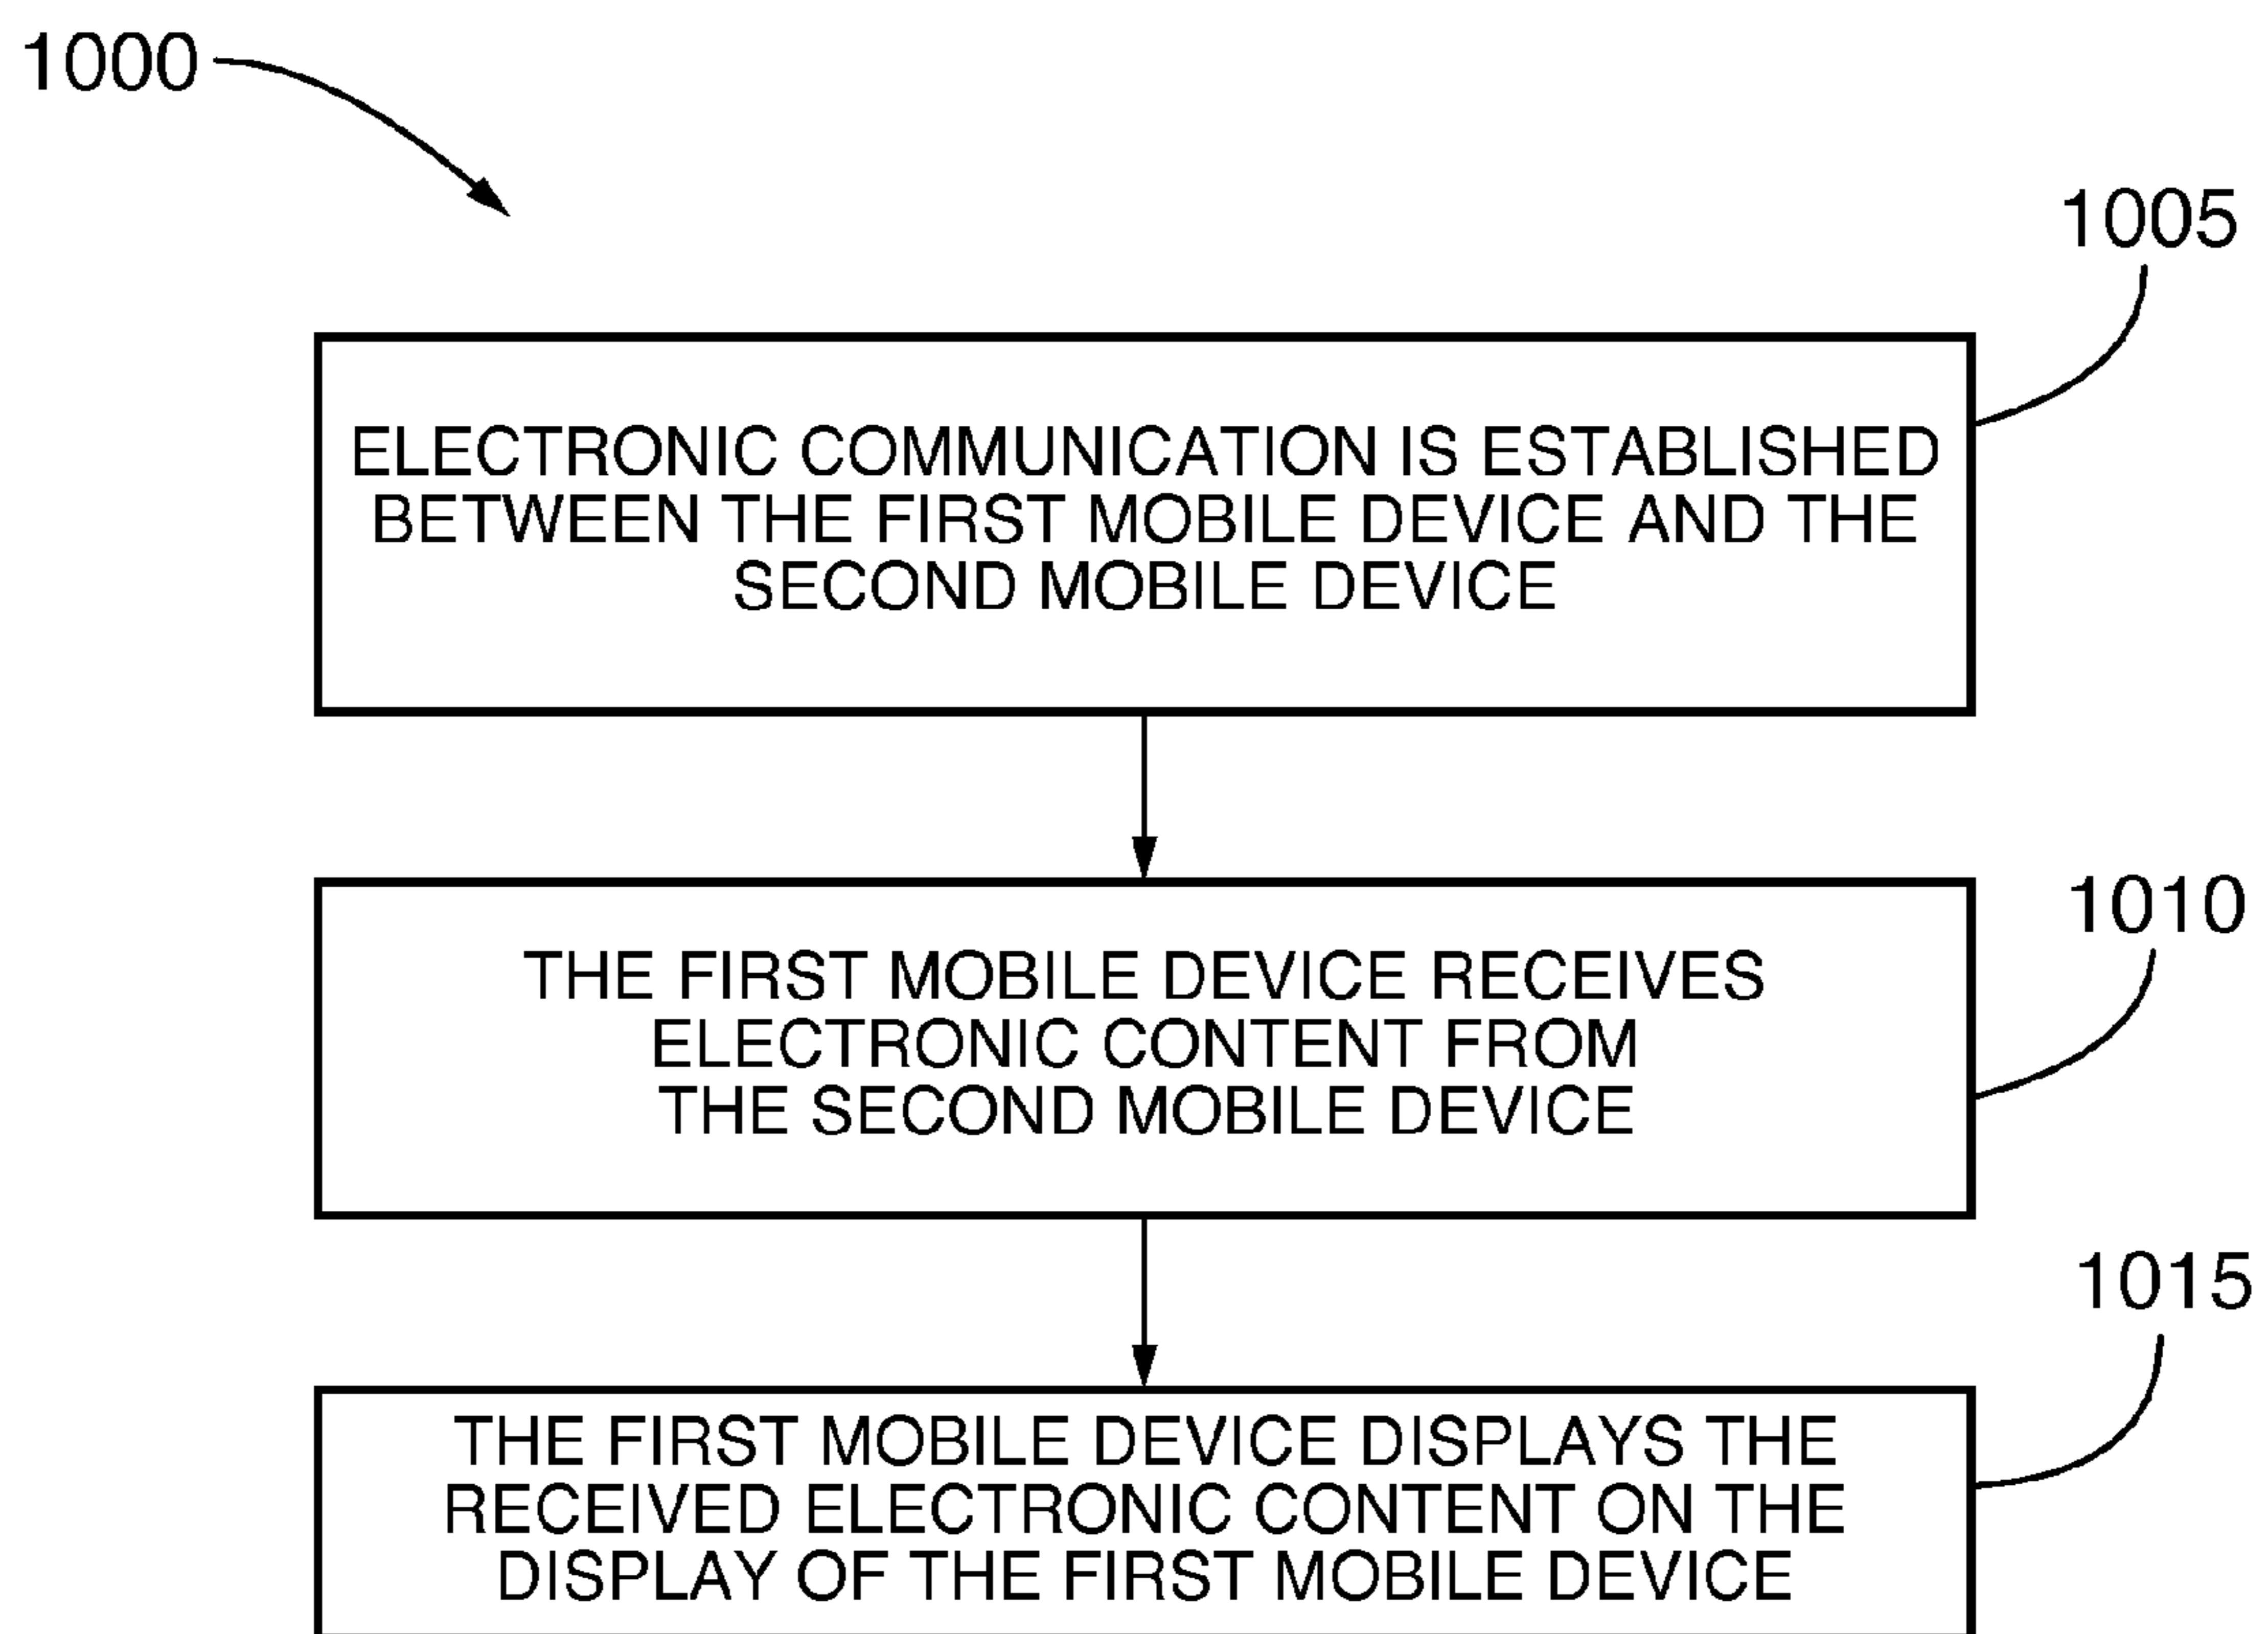 1000
1005
ELECTRONIC COMMUNICATION IS ESTABLISHED
BETWEEN THE FIRST MOBILE DEVICE AND THE
SECOND MOBILE DEVICE
1010
THE FIRST MOBILE DEVICE RECEIVES
ELECTRONIC CONTENT FROM
THE SECOND MOBILE DEVICE
1015
THE FIRST MOBILE DEVICE DISPLAYS THE
RECEIVED ELECTRONIC CONTENT ON THE
DISPLAY OF THE FIRST MOBILE DEVICE